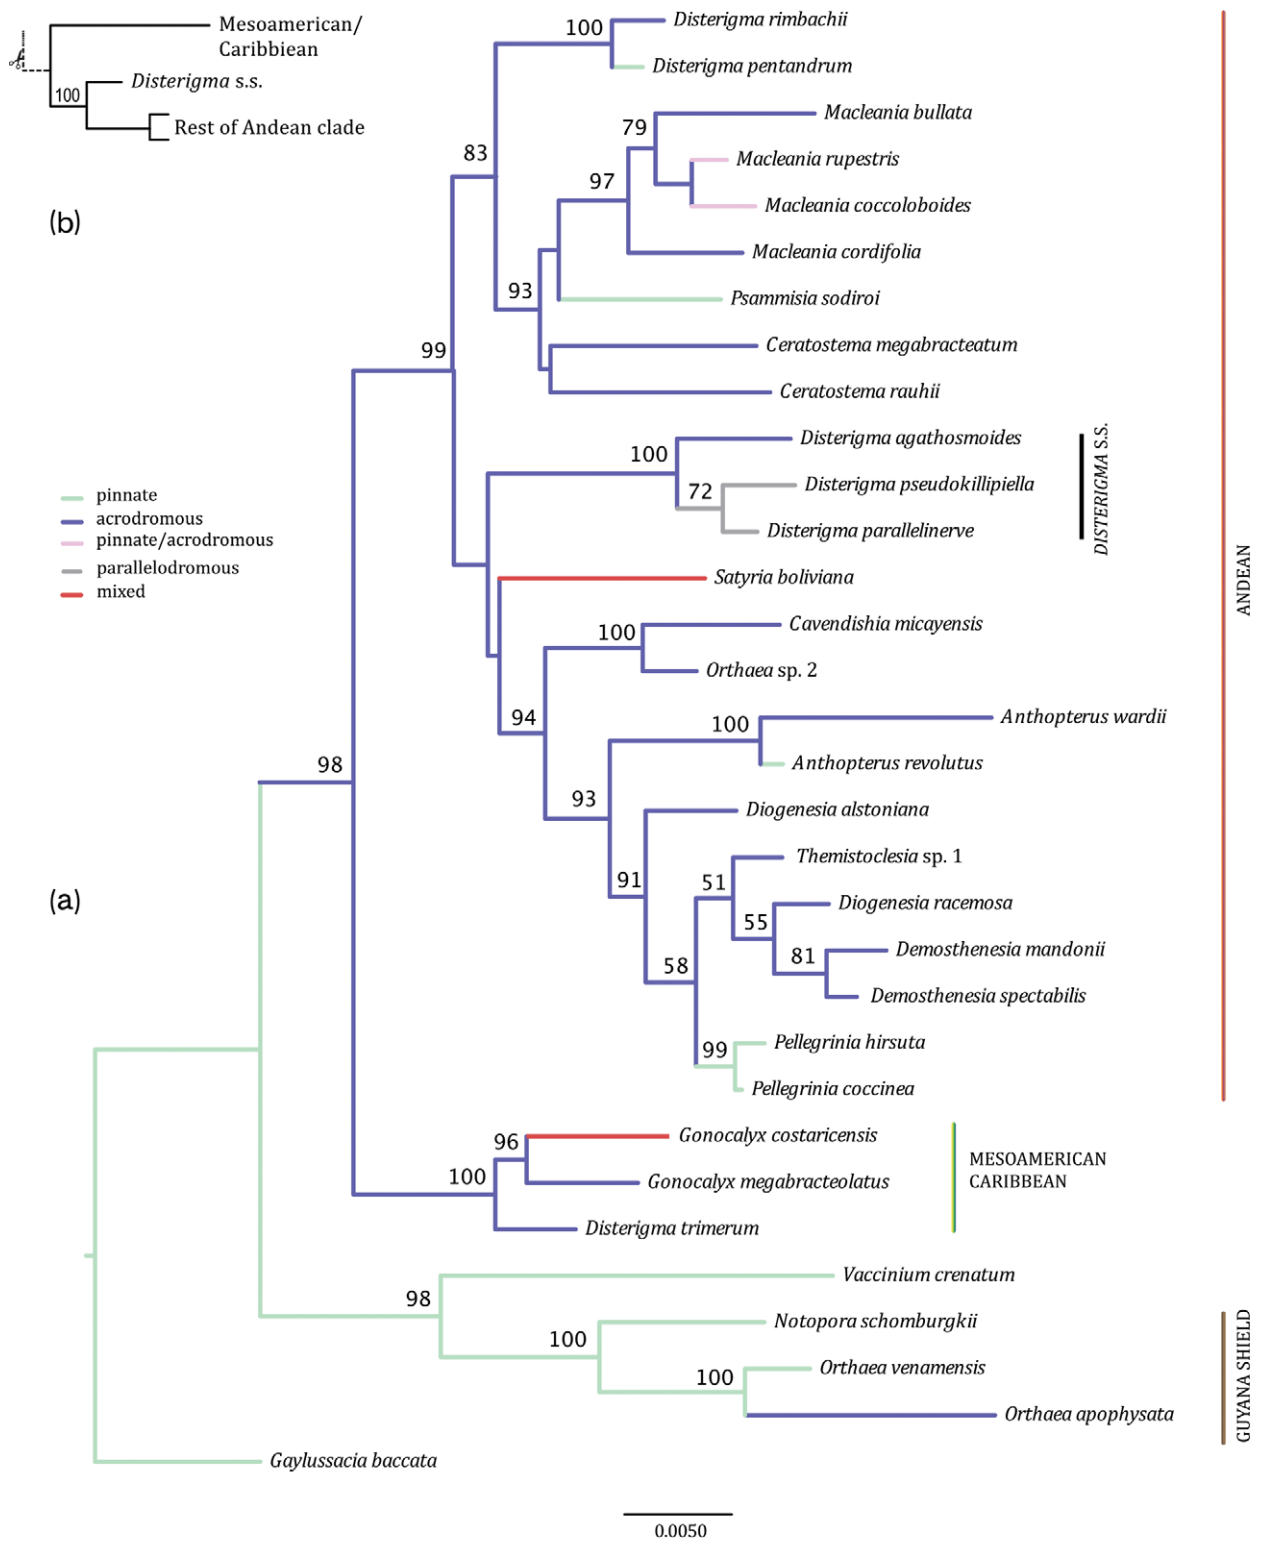 Mesoamerican/
Caribbiean
Disterigma s.s.
100
Rest of Andean clade
(b)
pinnate
acrodromous
pinnate/acrodromous
parallelodromous
mixed
(a)
Disterigma rimbachii
100
Disterigma pentandrum
Macleania bullata
79
Macleania rupestris
83
97
Macleania coccoloboides
Macleania cordifolia
93
Psammisia sodiroi
Ceratostema megabracteatum
99
Ceratostema rauhii
Disterigma agathosmoides
100
Disterigma pseudokillipiella
72
Disterigma parallelinerve
DISTERIGMA S.S.
Satyria boliviana
ANDEAN
Cavendishia micayensis
100
Orthaea sp. 2
94
Anthopterus wardii
100
Anthopterus revolutus
98
93
Diogenesia alstoniana
Themistoclesia sp. 1
91
51
Diogenesia racemosa
55
Demosthenesia mandonii
81
58
Demosthenesia spectabilis
Pellegrinia hirsuta
99
Pellegrinia coccinea
Gonocalyx costaricensis
96
MESOAMERICAN
CARIBBEAN
100
Gonocalyx megabracteolatus
Disterigma trimerum
Vaccinium crenatum
98
Notopora schomburgkii
100
Orthaea venamensis
100
Orthaea apophysata
GUYANA SHIELD
Gaylussacia baccata
0.0050